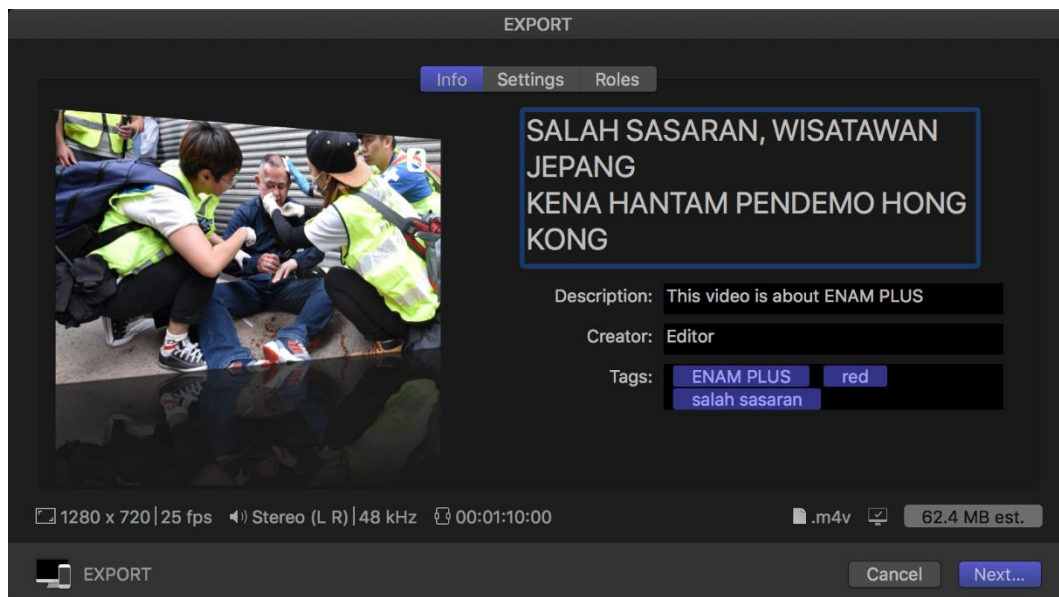 EXPORT
Info Settings Roles
SALAH SASARAN, WISATAWAN
JEPANG
KENA HANTAM PENDEMO HONG
KONG
Description: This video is about ENAM PLUS
Creator: Editor
Tags: ENAM PLUS red
salah sasaran
1280 x 720 | 25 fps Stereo (L R) | 48 kHz 00:01:10:00 .m4v 62.4 MB est.
EXPORT Cancel Next...